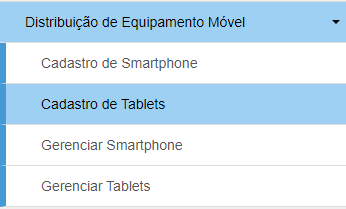 Distribuição de Equipamento Móvel
Cadastro de Smartphone
Cadastro de Tablets
Gerenciar Smartphone
Gerenciar Tablets